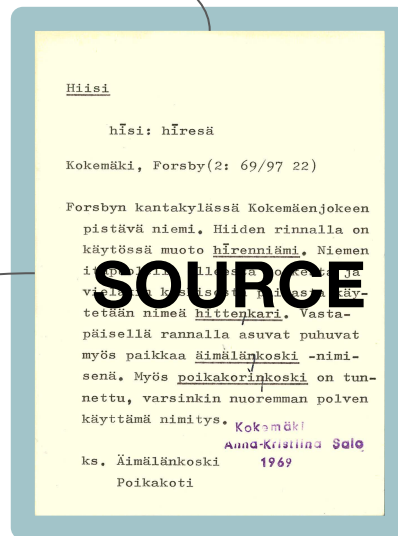 Hiisi
hīsi: hīresä
Kokemäki, Forsby(2: 69/97 22)
Forsbyn kantakylässä Kokemäenjokeen
pistävä niemi. Hiiden rinnalla on
käytössä muoto hīrenniämi. Niemen
ja
SOURCE
käy-
tetään nimeä hittenkari. Vasta-
päisellä rannalla asuvat puhuvat
myös paikkaa äimälänkoski -nimi-
senä. Myös poikakorinkoski on tun-
nettu, varsinkin nuoremman polven
käyttämä nimitys.
Kokemäki
Anna-Kristiina Salo
1969
ks. Äimälänkoski
Poikakoti